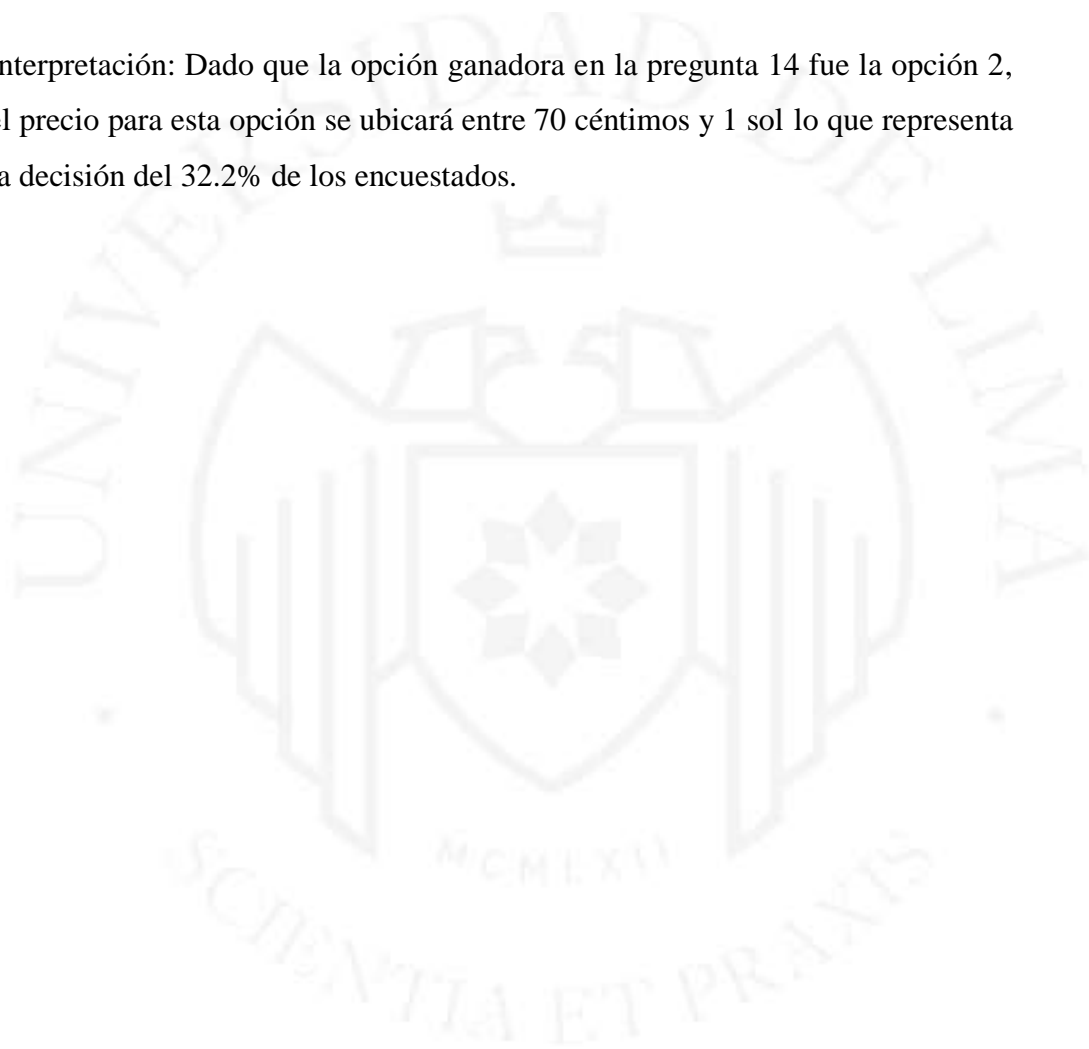 nterpretación: Dado que la opción ganadora en la pregunta 14 fue la opción 2,
el precio para esta opción se ubicará entre 70 céntimos y 1 sol lo que representa
a decisión del 32.2% de los encuestados.
UNIVERSIDAD DE LIMA
MCMLXII
SCIENTIA ET PRAXIS